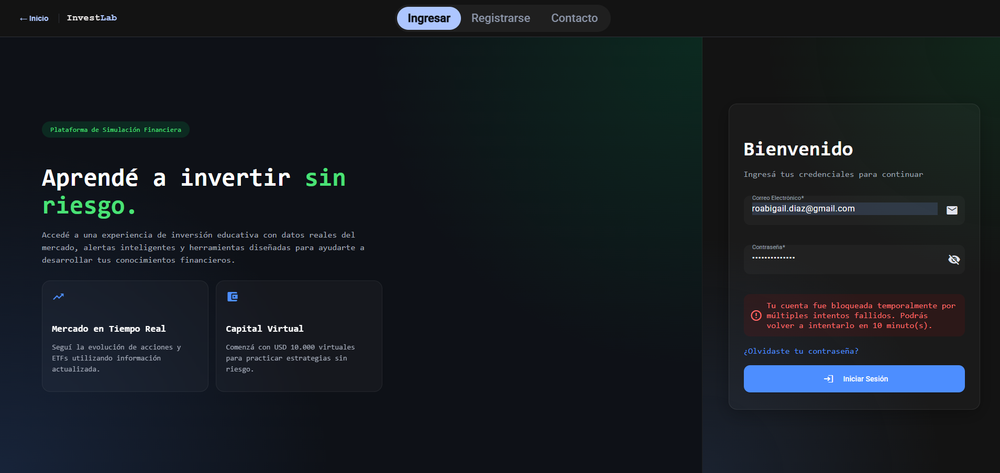 ← Inicio
InvestLab
Ingresar
Registrarse
Contacto
Plataforma de Simulación Financiera
Aprendé a invertir sin
riesgo.
Accedé a una experiencia de inversión educativa con datos reales del
mercado, alertas inteligentes y herramientas diseñadas para ayudarte a
desarrollar tus conocimientos financieros.
Mercado en Tiempo Real
Seguí la evolución de acciones y
ETFs utilizando información
actualizada.
Capital Virtual
Comenzá con USD 10.000 virtuales
para practicar estrategias sin
riesgo.
Bienvenido
Ingresá tus credenciales para continuar
Correo Electrónico*
roabigail.diaz@gmail.com
Contraseña*
••••••••••••••
Tu cuenta fue bloqueada temporalmente por
múltiples intentos fallidos. Podrás
volver a intentarlo en 10 minuto(s).
¿Olvidaste tu contraseña?
Iniciar Sesión